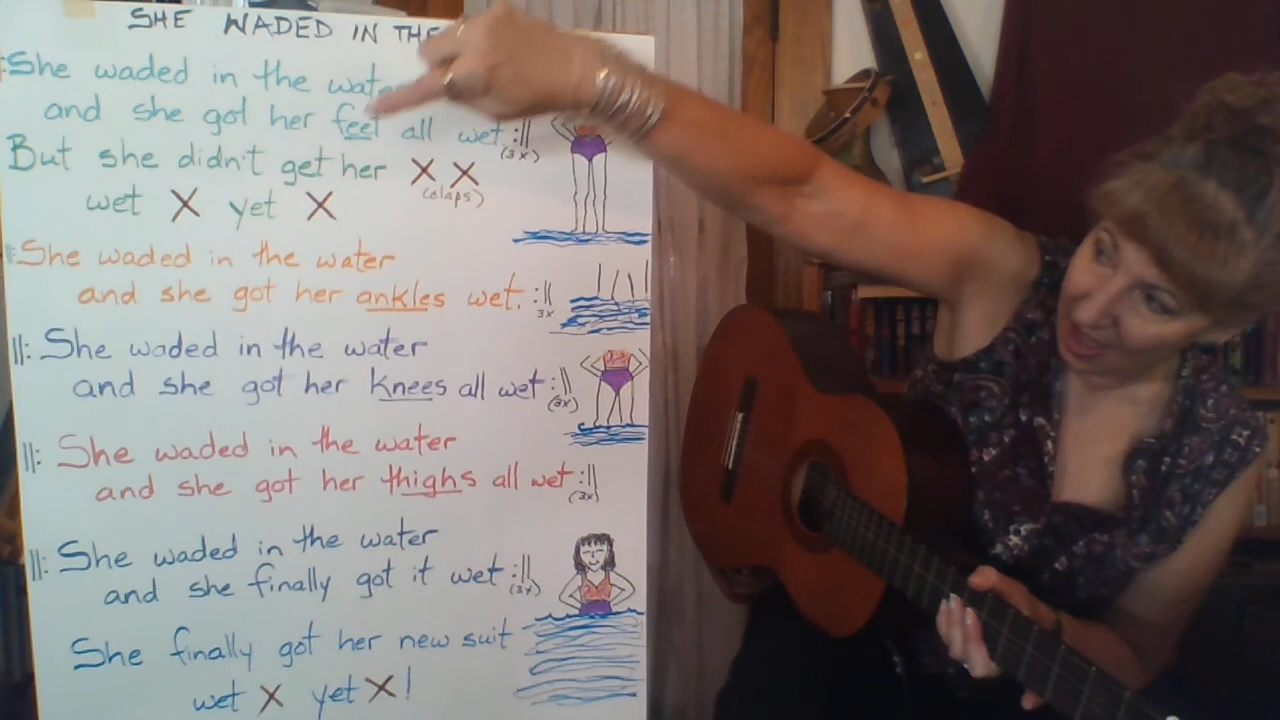 SHE WADED IN THE
||: She waded in the water
and she got her feet all wet :||
(3x)
But she didn't get her X X
(claps)
wet X yet X
||: She waded in the water
and she got her ankles wet. :||
3x
||: She waded in the water
and she got her knees all wet :||
(3x)
||: She waded in the water
and she got her thighs all wet :||
(3x)
||: She waded in the water
and she finally got it wet :||
(3x)
She finally got her new suit
wet X yet X!